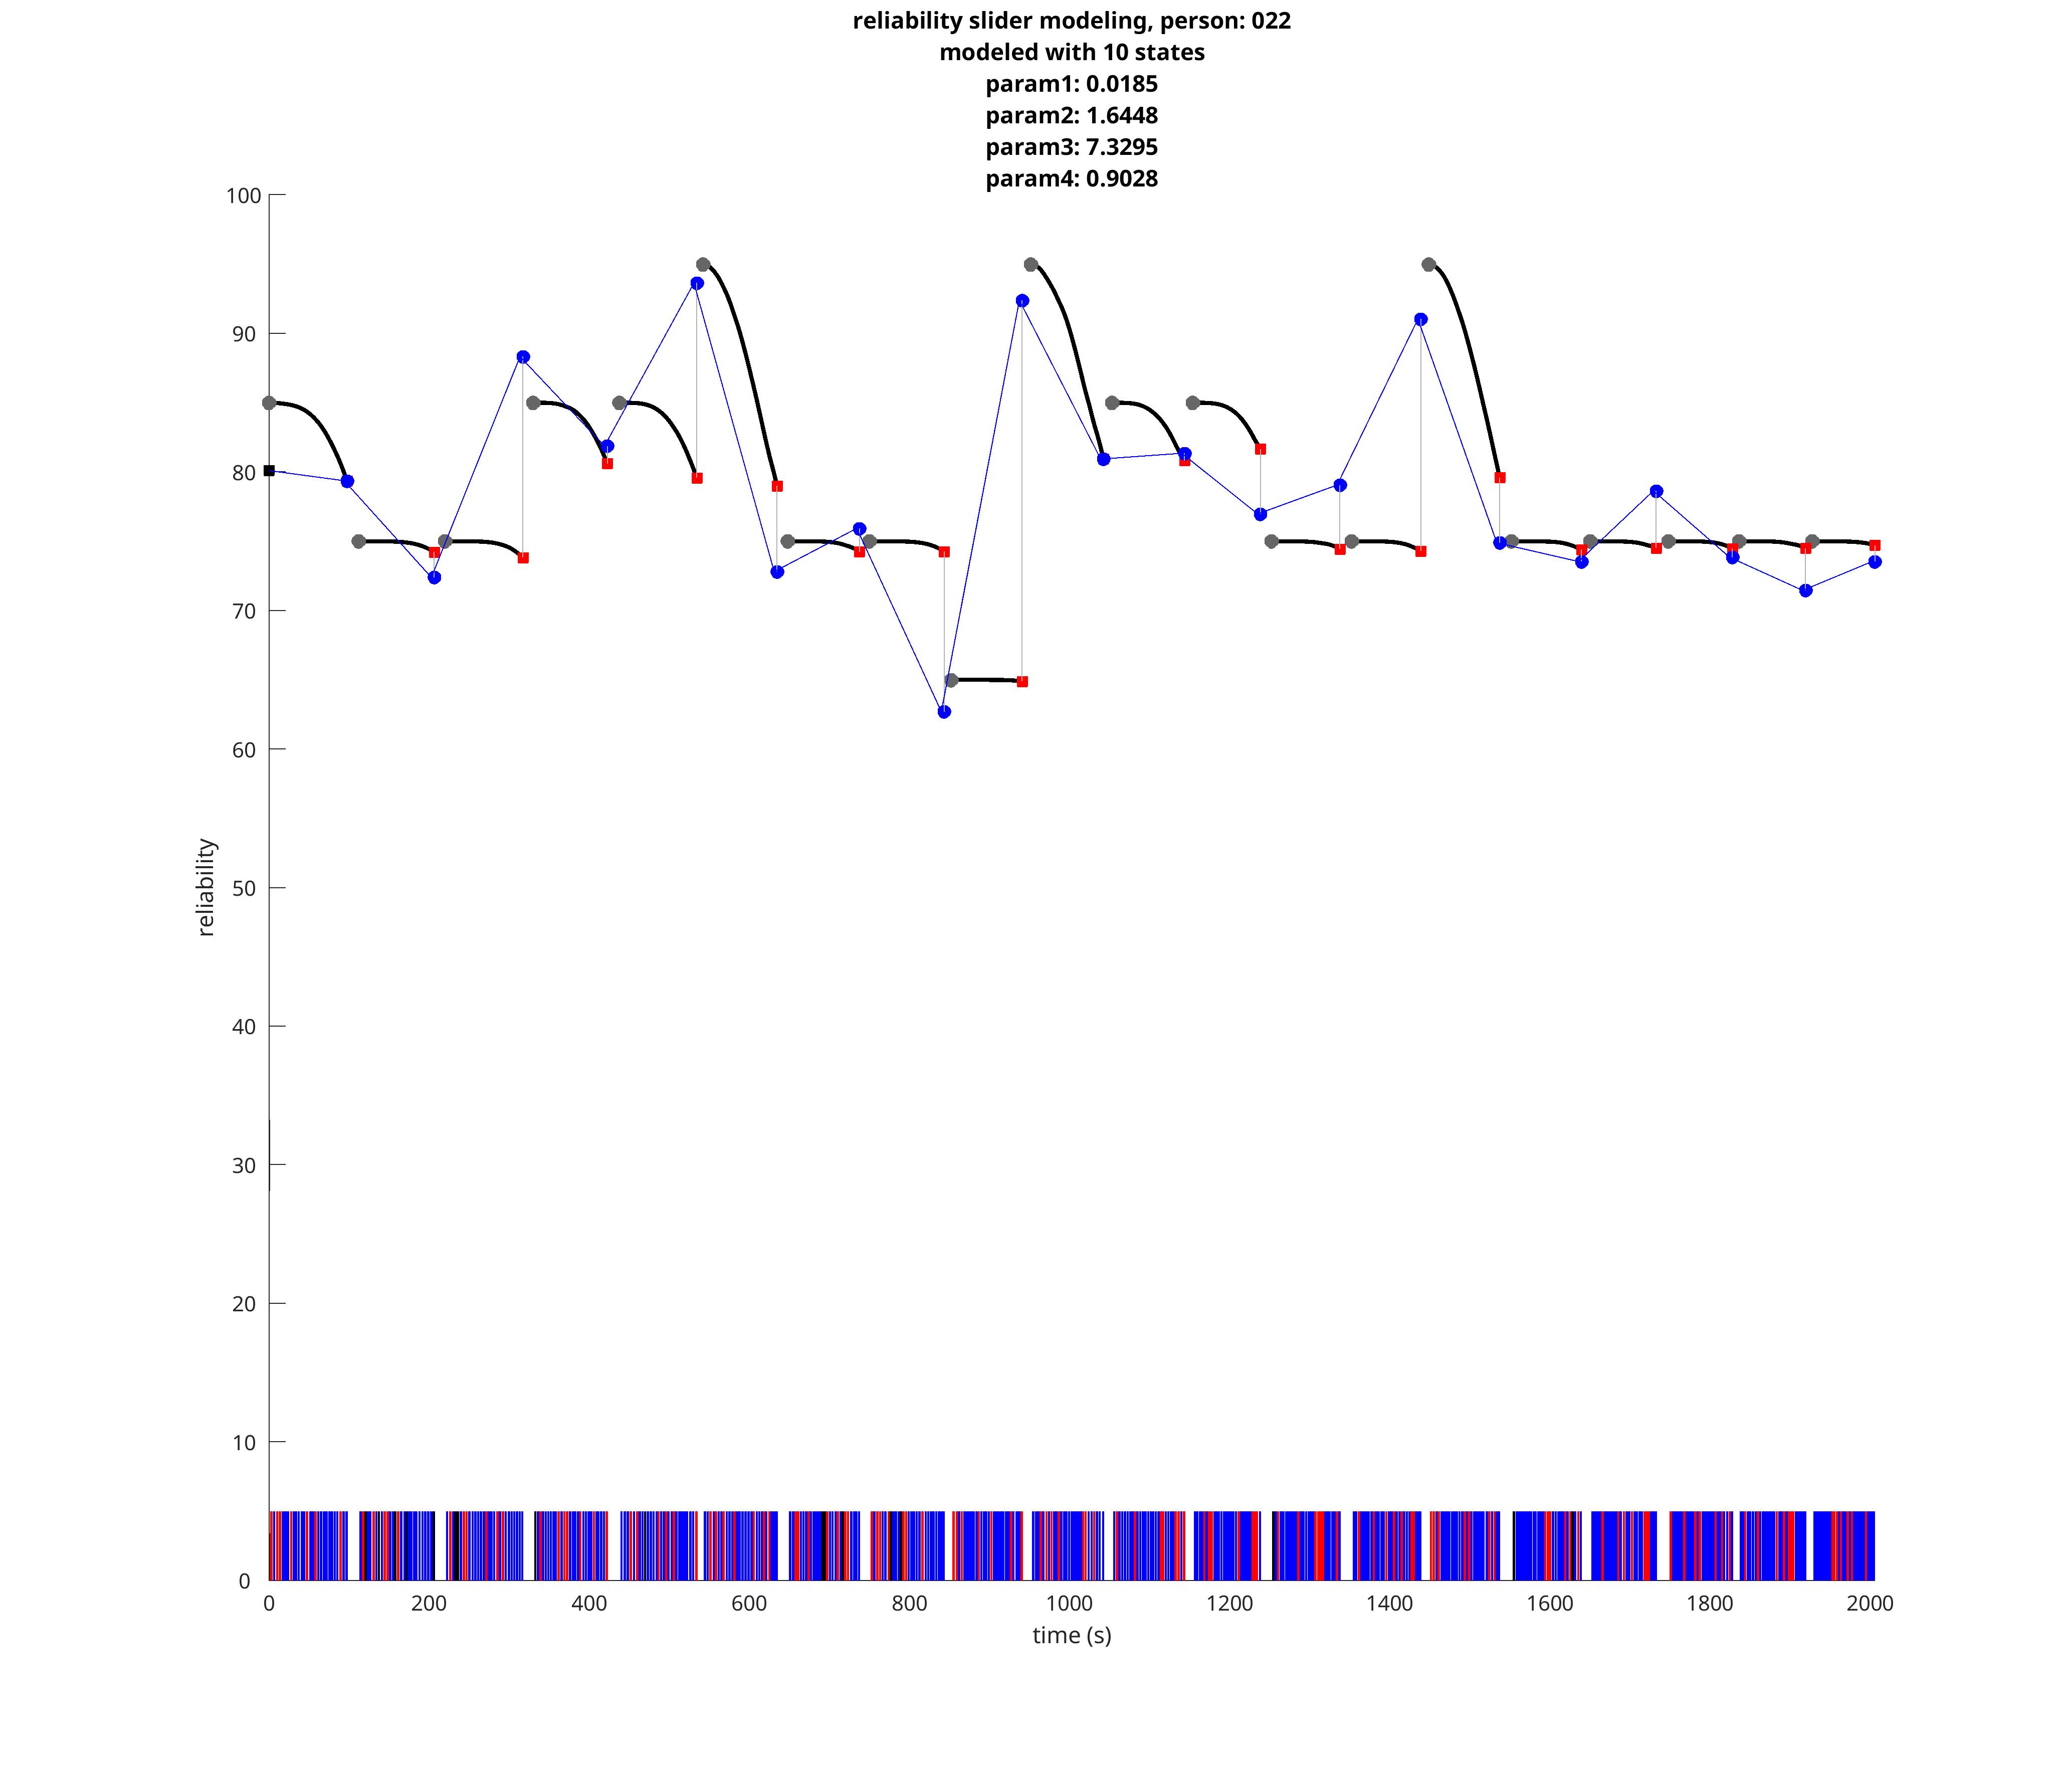 reliability slider modeling, person: 022
modeled with 10 states
param1: 0.0185
param2: 1.6448
param3: 7.3295
param4: 0.9028
100
90
80
70
60
50
40
30
20
10
0
reliability
0 200 400 600 800 1000 1200 1400 1600 1800 2000
time (s)